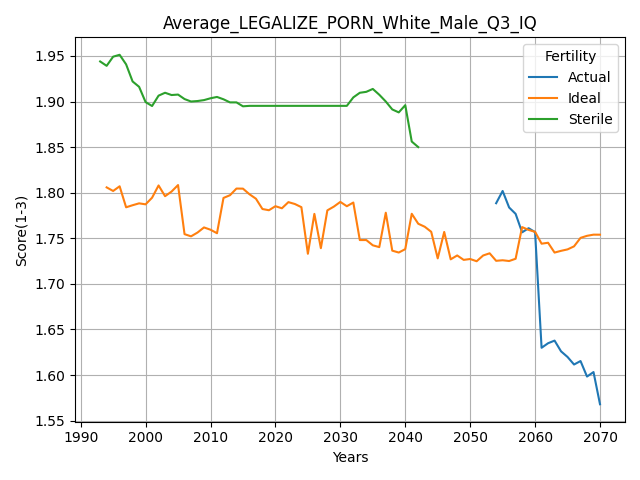 Average_LEGALIZE_PORN_White_Male_Q3_IQ
Fertility
Actual
Ideal
Sterile
Score(1-3)
1.95
1.90
1.85
1.80
1.75
1.70
1.65
1.60
1.55
1990 2000 2010 2020 2030 2040 2050 2060 2070
Years